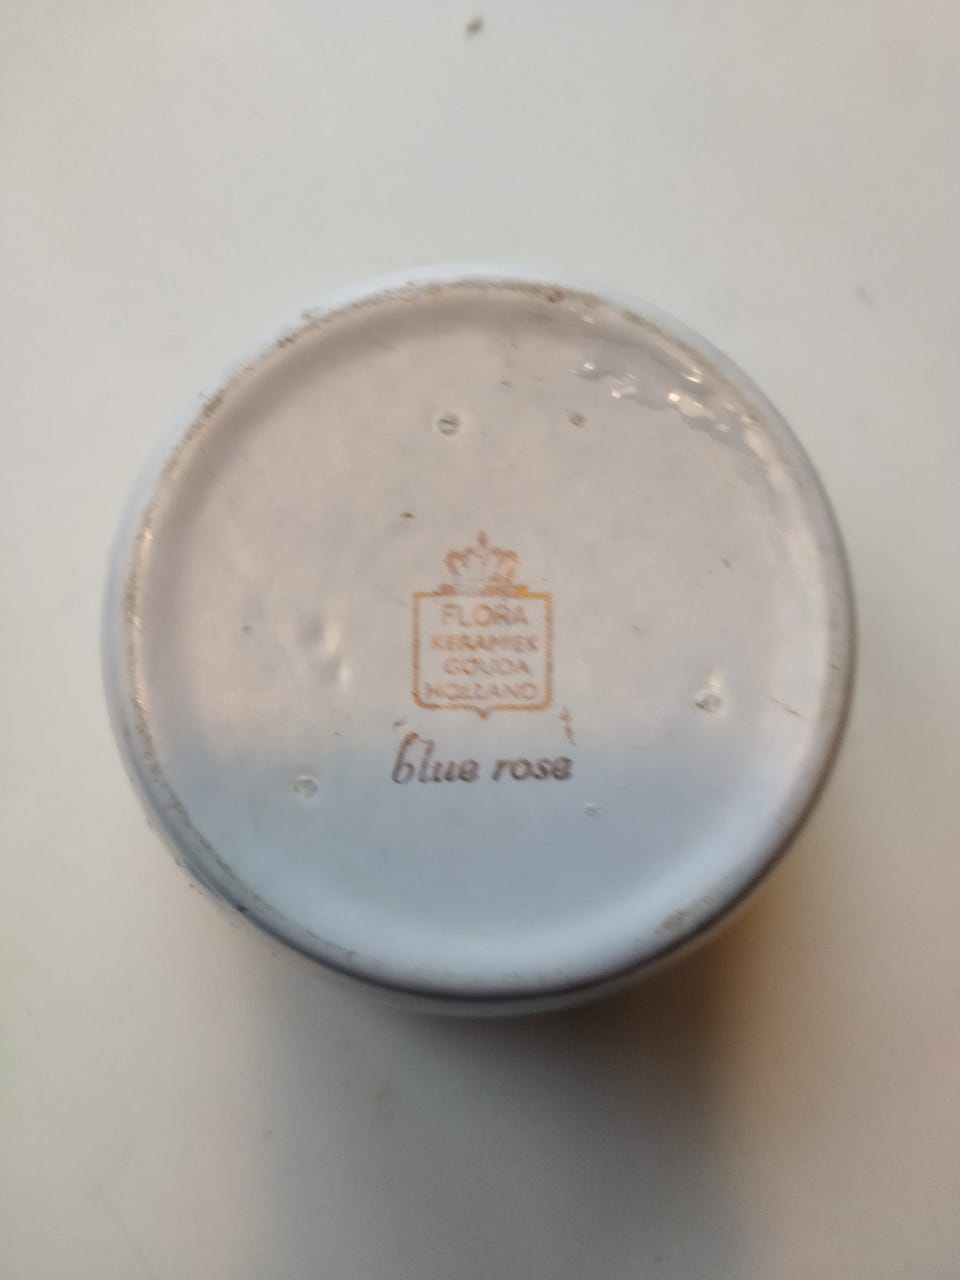 FLORA
KERAMIEK
GOUDA
HOLLAND
blue rose